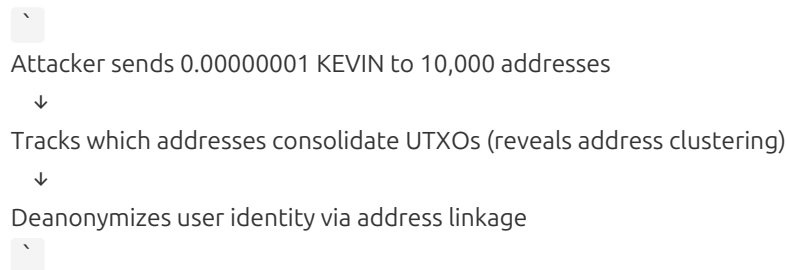 `
Attacker sends 0.00000001 KEVIN to 10,000 addresses
↓
Tracks which addresses consolidate UTXOs (reveals address clustering)
↓
Deanonymizes user identity via address linkage
`